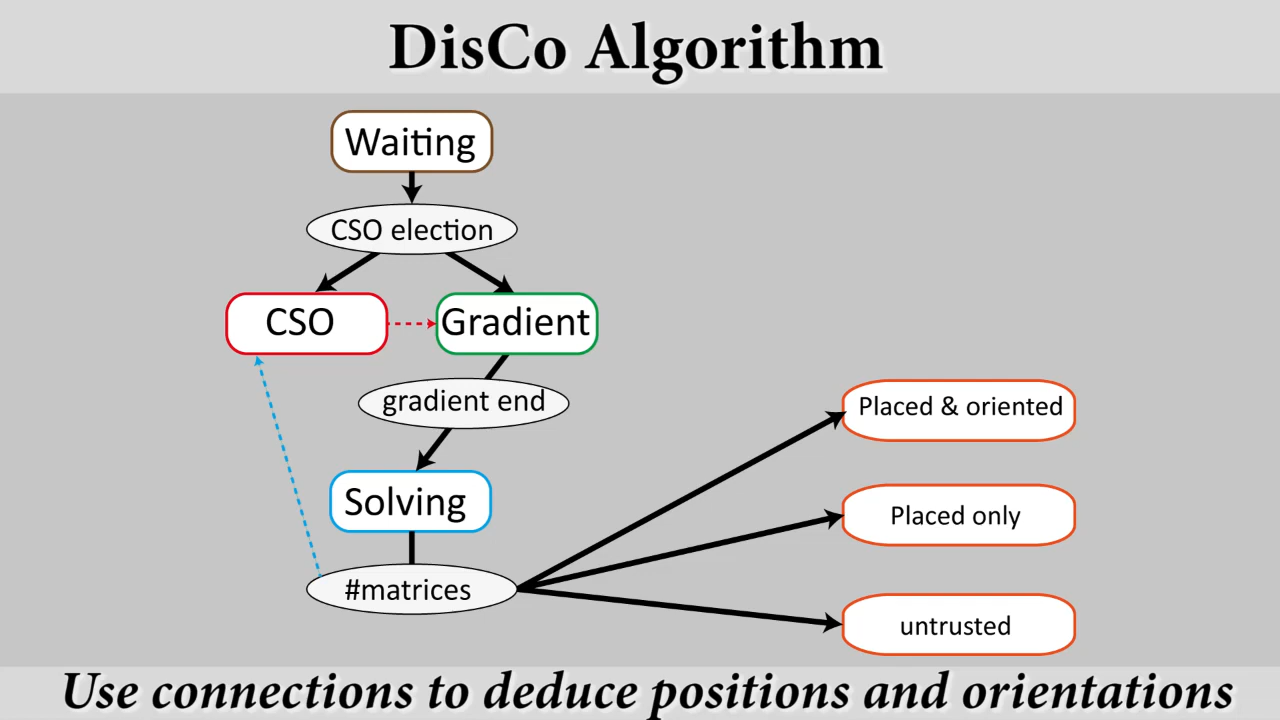 DisCo Algorithm
Waiting
CSO election
CSO
Gradient
gradient end
Solving
#matrices
Placed & oriented
Placed only
untrusted
Use connections to deduce positions and orientations